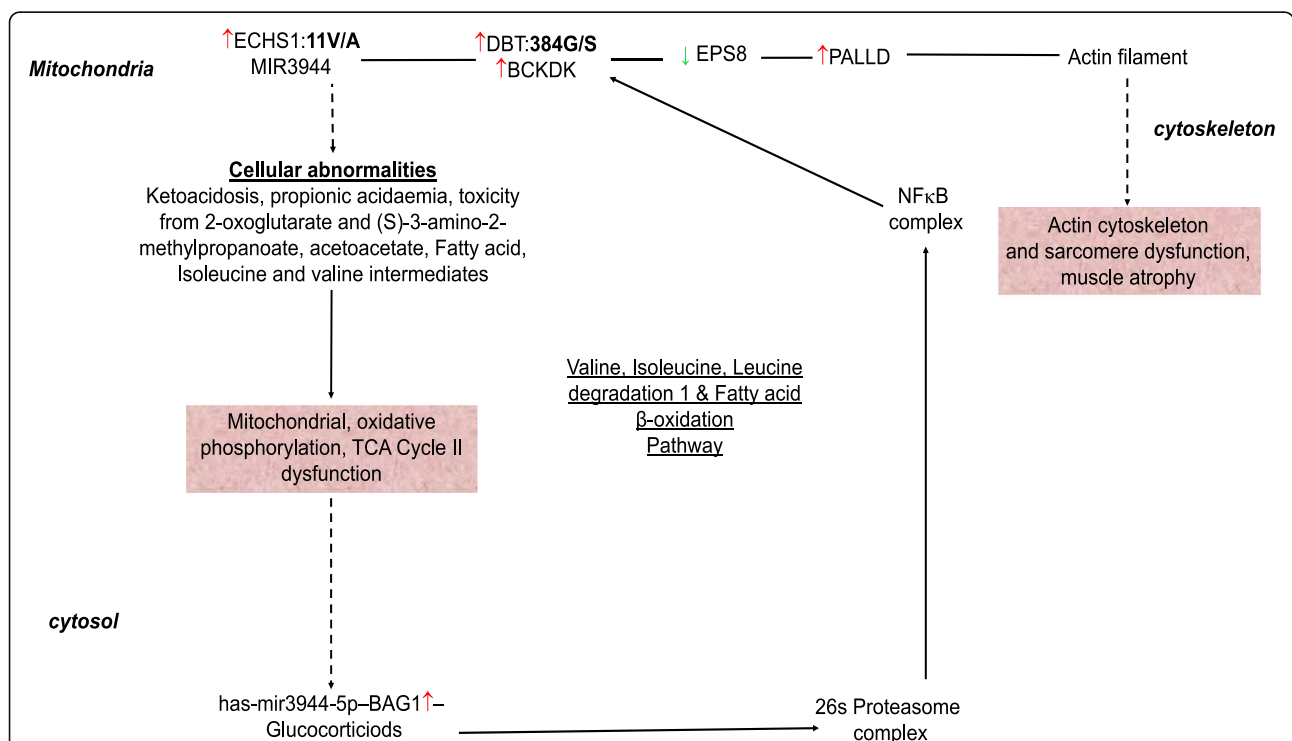 ↑ECHS1:11V/A
MIR3944
↑DBT:384G/S
↑BCKDK
↓ EPS8
↑PALLD
Actin filament
Mitochondria
cytoskeleton
Cellular abnormalities
Ketoacidosis, propionic acidaemia, toxicity
from 2-oxoglutarate and (S)-3-amino-2-
methylpropanoate, acetoacetate, Fatty acid,
Isoleucine and valine intermediates
NFκB
complex
Actin cytoskeleton
and sarcomere dysfunction,
muscle atrophy
Valine, Isoleucine, Leucine
degradation 1 & Fatty acid
β-oxidation
Pathway
Mitochondrial, oxidative
phosphorylation, TCA Cycle II
dysfunction
cytosol
has-mir3944-5p–BAG1↑–
Glucocorticiods
26s Proteasome
complex